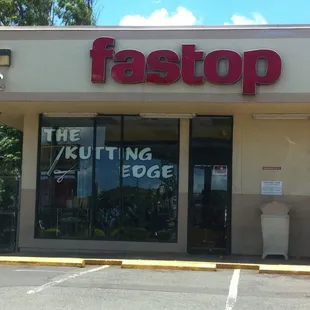 fastop
THE
KUTTING
EDGE